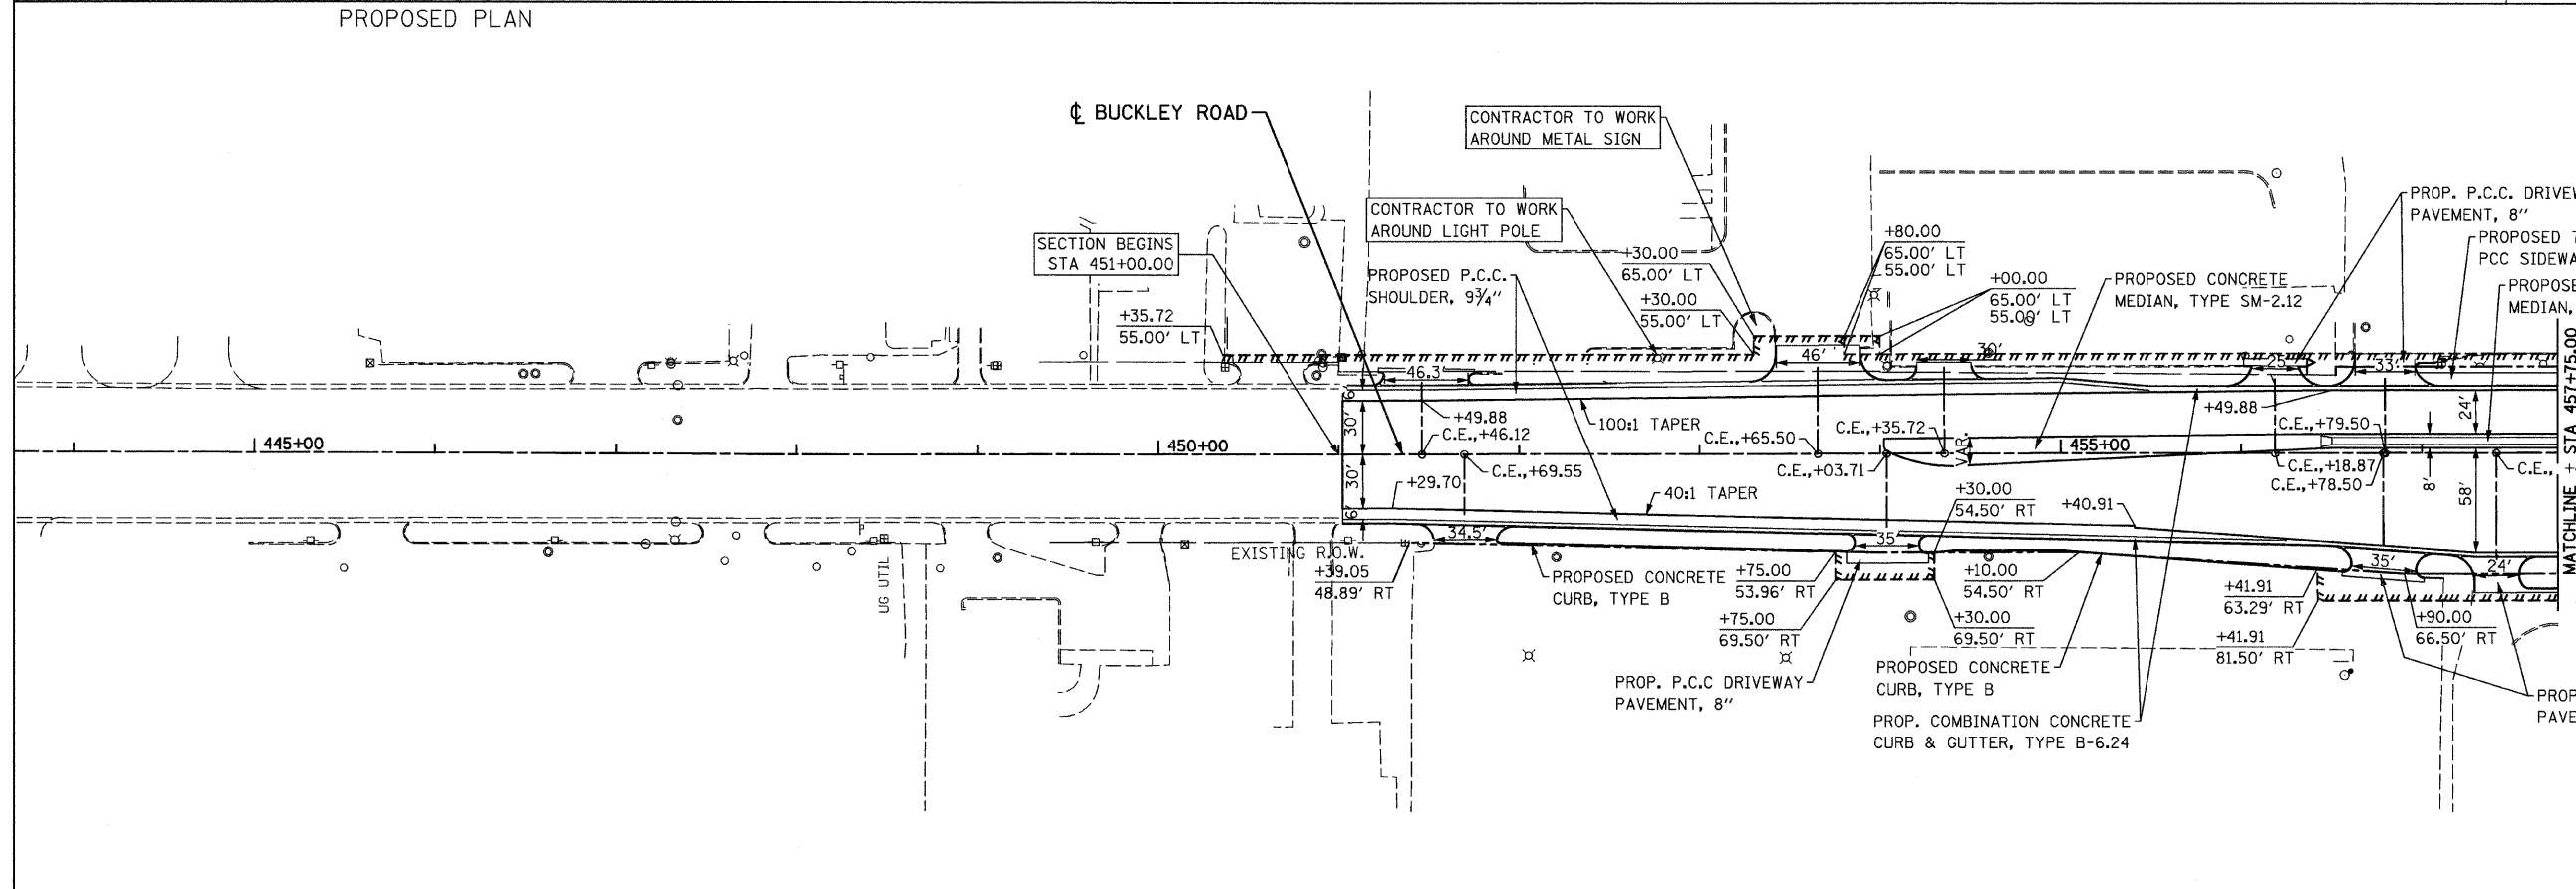 PROPOSED PLAN
℄ BUCKLEY ROAD
CONTRACTOR TO WORK
AROUND METAL SIGN
CONTRACTOR TO WORK
AROUND LIGHT POLE
SECTION BEGINS
STA 451+00.00
PROPOSED P.C.C.
SHOULDER, 9¾"
+35.72
55.00' LT
+30.00
65.00' LT
+30.00
55.00' LT
+80.00
65.00' LT
55.00' LT
+00.00
65.00' LT
55.00' LT
PROPOSED CONCRETE
MEDIAN, TYPE SM-2.12
PROP. P.C.C. DRIVEW
PAVEMENT, 8"
PROPOSED 7
PCC SIDEWA
PROPOSE
MEDIAN,
46.3
46'
30'
25'
33'
6'
30'
30'
6'
+49.88
C.E.,+46.12
C.E.,+69.55
+29.70
100:1 TAPER
40:1 TAPER
C.E.,+65.50
C.E.,+35.72
C.E.,+03.71
VAR.
+49.88
C.E.,+79.50
C.E.,+18.87
C.E.,+78.50
C.E.,
24'
8'
58'
445+00
450+00
455+00
MATCHLINE STA 457+75.00
UG UTIL
EXISTING R.O.W.
+39.05
48.89' RT
34.5'
PROPOSED CONCRETE
CURB, TYPE B
+75.00
53.96' RT
+75.00
69.50' RT
35'
+30.00
54.50' RT
+40.91
+10.00
54.50' RT
+30.00
69.50' RT
PROP. P.C.C DRIVEWAY
PAVEMENT, 8"
PROPOSED CONCRETE
CURB, TYPE B
PROP. COMBINATION CONCRETE
CURB & GUTTER, TYPE B-6.24
+41.91
63.29' RT
+41.91
81.50' RT
35'
24'
+90.00
66.50' RT
PROP
PAVE